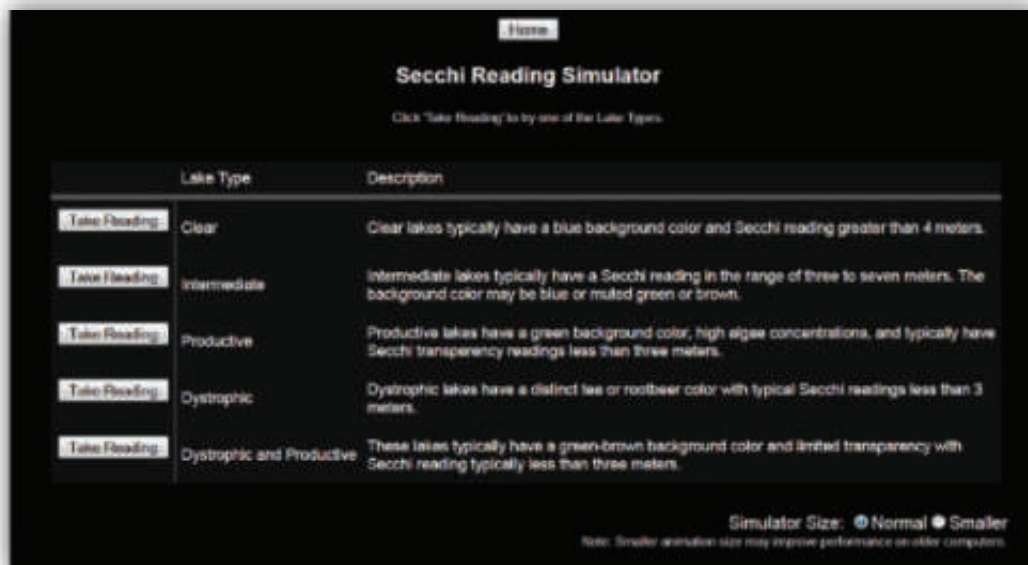 Home
Secchi Reading Simulator
Click 'Take Reading' to try one of the Lake Types.
Lake Type Description
Take Reading Clear Clear lakes typically have a blue background color and Secchi reading greater than 4 meters.
Take Reading Intermediate Intermediate lakes typically have a Secchi reading in the range of three to seven meters. The
background color may be blue or muted green or brown.
Take Reading Productive Productive lakes have a green background color, high algee concentrations, and typically have
Secchi transparency readings less than three meters.
Take Reading Dystrophic Dystrophic lakes have a distinct tea or rootbeer color with typical Secchi readings less than 3
meters.
Take Reading Dystrophic and Productive These lakes typically have a green-brown background color and limited transparency with
Secchi reading typically less than three meters.
Simulator Size: Normal Smaller
Note: Smaller animation size may improve performance on older computers.